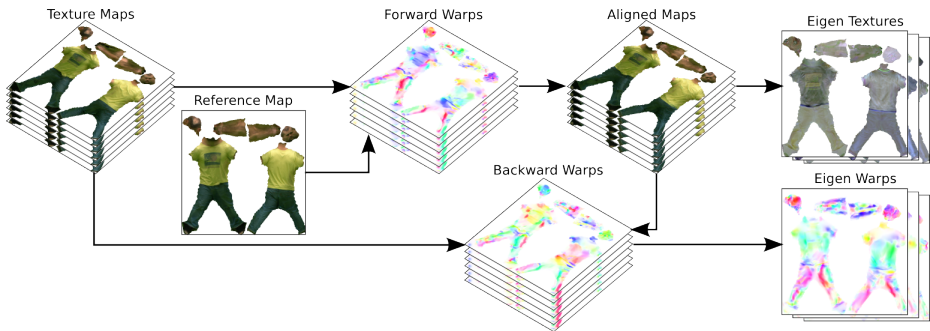 Texture Maps
Forward Warps
Aligned Maps
Eigen Textures
Reference Map
Backward Warps
Eigen Warps